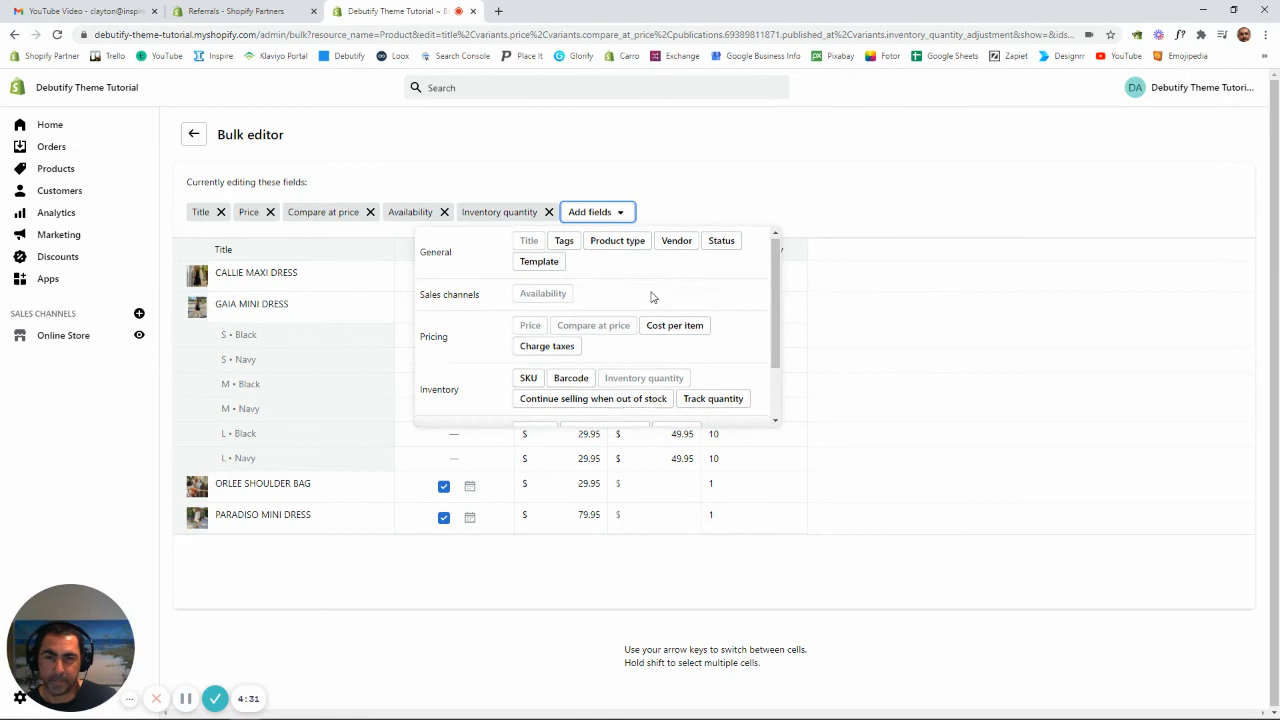 YouTube Video - clayton@inspi
Referrals - Shopify Partners
Debutify Theme Tutorial ~ B
debutify-theme-tutorial.myshopify.com/admin/bulk?resource_name=Product&edit=title%2Cvariants.price%2Cvariants.compare_at_price%2Cpublications.69389811871.published_at%2Cvariants.inventory_quantity_adjustment&show=&ids...
Shopify Partner
Trello
YouTube
Inspire
Klaviyo Portal
Debutify
Loox
Search Console
Place It
Glorify
Carro
Exchange
Google Business Info
Pixabay
Fotor
Google Sheets
Zapiet
Designrr
YouTube
Emojipedia
Debutify Theme Tutorial
Search
DA
Debutify Theme Tutori...
Home
Orders
Products
Customers
Analytics
Marketing
Discounts
Apps
SALES CHANNELS
Online Store
Bulk editor
Currently editing these fields:
Title
Price
Compare at price
Availability
Inventory quantity
Add fields
General
Title
Tags
Product type
Vendor
Status
Template
Sales channels
Availability
Pricing
Price
Compare at price
Cost per item
Charge taxes
Inventory
SKU
Barcode
Inventory quantity
Continue selling when out of stock
Track quantity
Title
CALLIE MAXI DRESS
GAIA MINI DRESS
S • Black
S • Navy
M • Black
M • Navy
L • Black — $ 29.95 $ 49.95 10
L • Navy — $ 29.95 $ 49.95 10
ORLEE SHOULDER BAG $ 29.95 $ 1
PARADISO MINI DRESS $ 79.95 $ 1
Use your arrow keys to switch between cells.
Hold shift to select multiple cells.
4:31